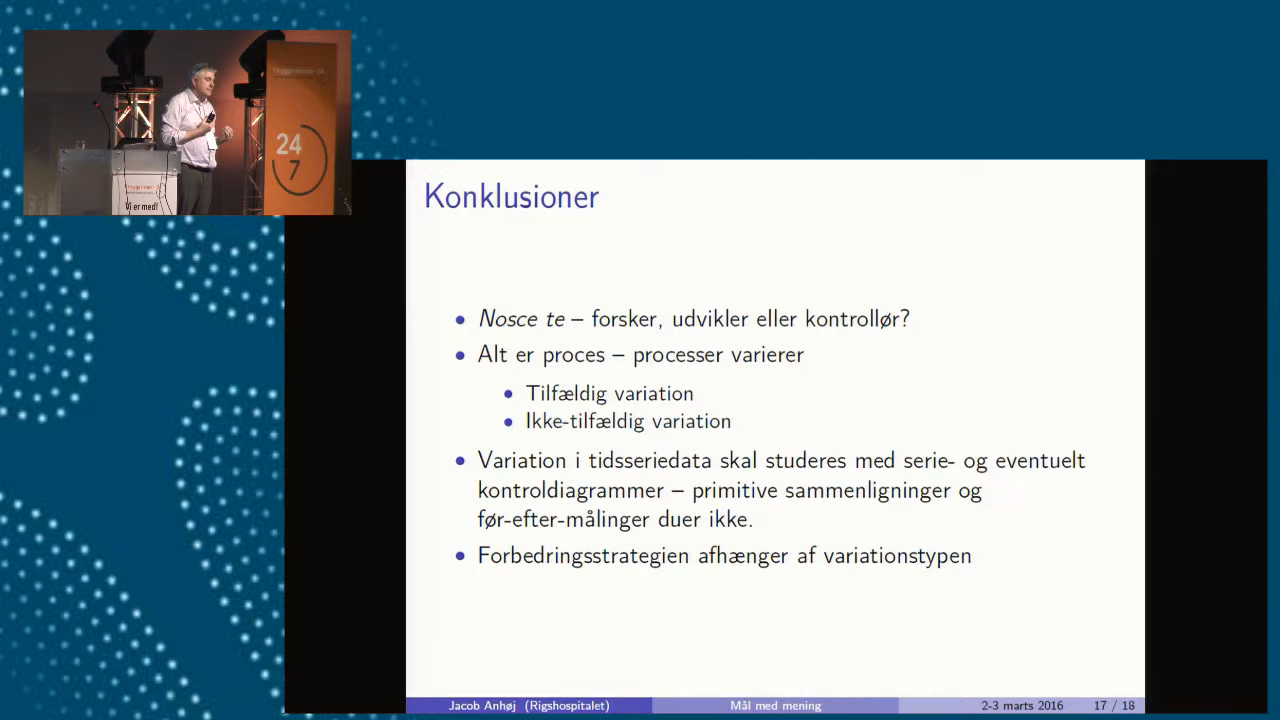 24
7
Vi er med!
Konklusioner
Nosce te – forsker, udvikler eller kontrollør?
Alt er proces – processer varierer
Tilfældig variation
Ikke-tilfældig variation
Variation i tidsseriedata skal studeres med serie- og eventuelt
kontroldiagrammer – primitive sammenligninger og
før-efter-målinger duer ikke.
Forbedringsstrategien afhænger af variationstypen
Jacob Anhøj (Rigshospitalet)
Mål med mening
2-3 marts 2016
17 / 18